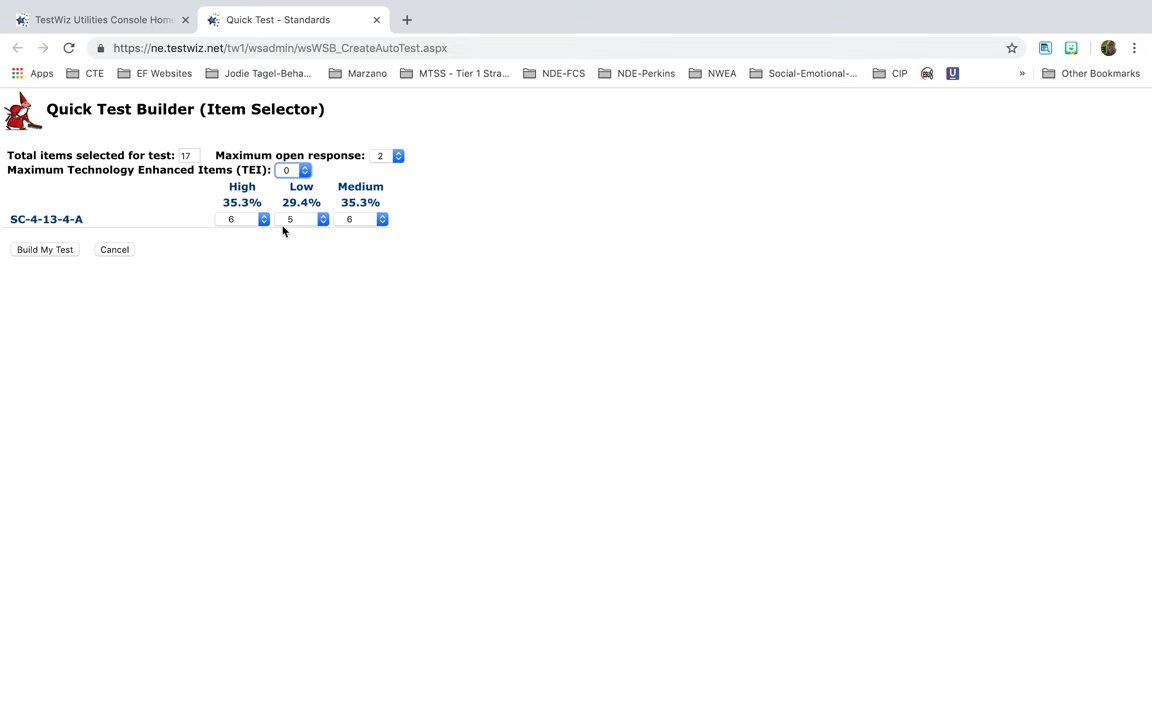 TestWiz Utilities Console Hom
Quick Test - Standards
https://ne.testwiz.net/tw1/wsadmin/wsWSB_CreateAutoTest.aspx
Apps CTE EF Websites Jodie Tagel-Beha... Marzano MTSS - Tier 1 Stra... NDE-FCS NDE-Perkins NWEA Social-Emotional-... CIP U » Other Bookmarks
Quick Test Builder (Item Selector)
Total items selected for test: 17 Maximum open response: 2
Maximum Technology Enhanced Items (TEI): 0
High Low Medium
35.3% 29.4% 35.3%
SC-4-13-4-A 6 5 6
Build My Test Cancel